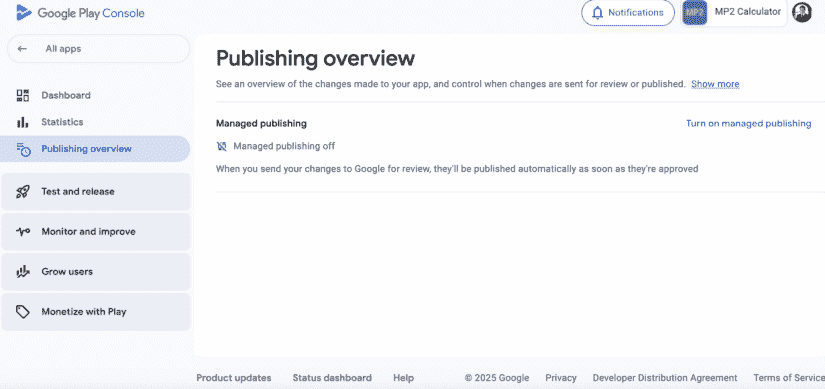 Google Play Console
Notifications
MP2
MP2 Calculator
All apps
Dashboard
Statistics
Publishing overview
Test and release
Monitor and improve
Grow users
Monetize with Play
Publishing overview
See an overview of the changes made to your app, and control when changes are sent for review or published. Show more
Managed publishing
Turn on managed publishing
Managed publishing off
When you send your changes to Google for review, they'll be published automatically as soon as they're approved
Product updates Status dashboard Help © 2025 Google Privacy Developer Distribution Agreement Terms of Service